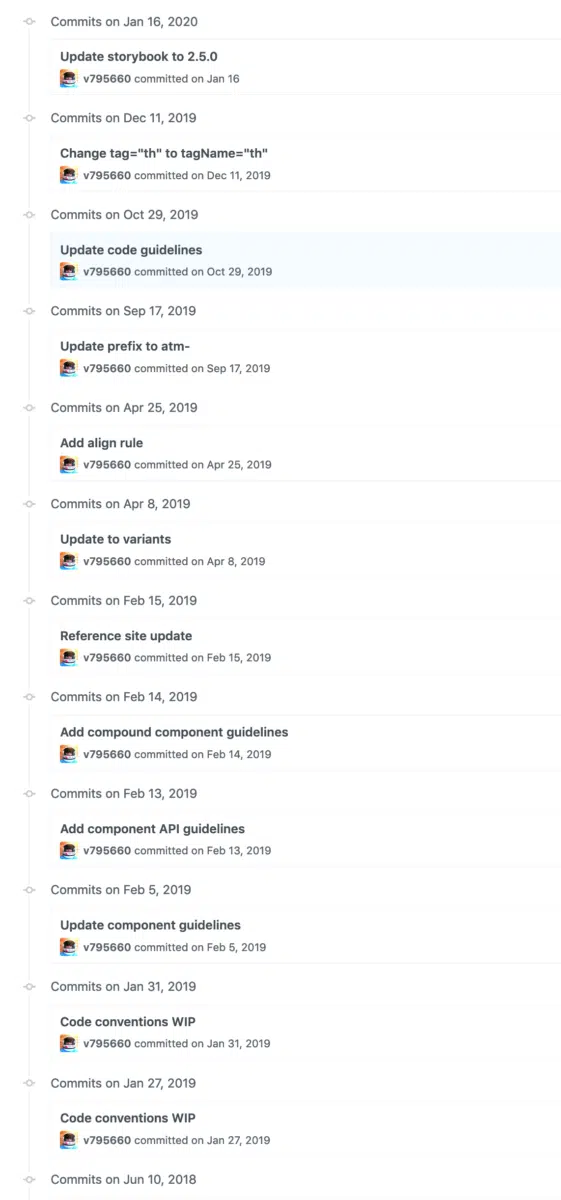 Commits on Jan 16, 2020
Update storybook to 2.5.0
v795660 committed on Jan 16
Commits on Dec 11, 2019
Change tag="th" to tagName="th"
v795660 committed on Dec 11, 2019
Commits on Oct 29, 2019
Update code guidelines
v795660 committed on Oct 29, 2019
Commits on Sep 17, 2019
Update prefix to atm-
v795660 committed on Sep 17, 2019
Commits on Apr 25, 2019
Add align rule
v795660 committed on Apr 25, 2019
Commits on Apr 8, 2019
Update to variants
v795660 committed on Apr 8, 2019
Commits on Feb 15, 2019
Reference site update
v795660 committed on Feb 15, 2019
Commits on Feb 14, 2019
Add compound component guidelines
v795660 committed on Feb 14, 2019
Commits on Feb 13, 2019
Add component API guidelines
v795660 committed on Feb 13, 2019
Commits on Feb 5, 2019
Update component guidelines
v795660 committed on Feb 5, 2019
Commits on Jan 31, 2019
Code conventions WIP
v795660 committed on Jan 31, 2019
Commits on Jan 27, 2019
Code conventions WIP
v795660 committed on Jan 27, 2019
Commits on Jun 10, 2018